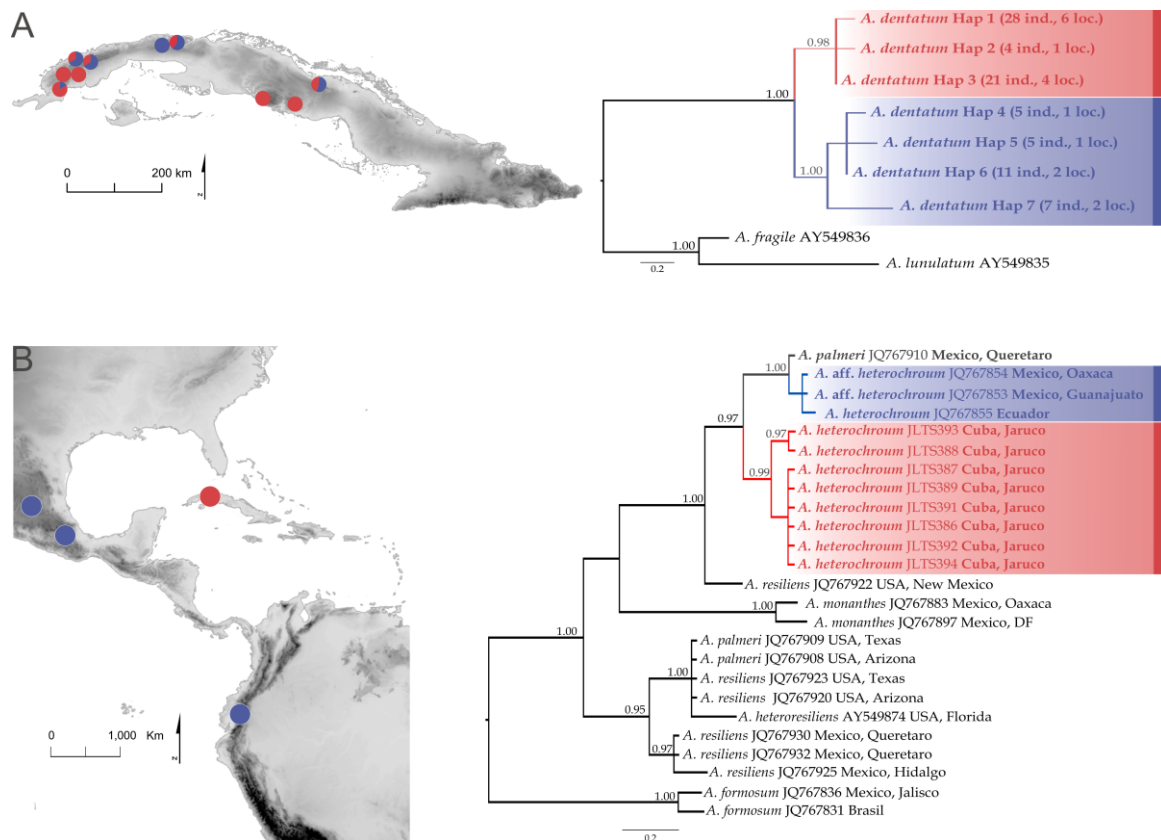 A
0 200 km
z
0.98
1.00
1.00
A. dentatum Hap 1 (28 ind., 6 loc.)
A. dentatum Hap 2 (4 ind., 1 loc.)
A. dentatum Hap 3 (21 ind., 4 loc.)
A. dentatum Hap 4 (5 ind., 1 loc.)
A. dentatum Hap 5 (5 ind., 1 loc.)
A. dentatum Hap 6 (11 ind., 2 loc.)
A. dentatum Hap 7 (7 ind., 2 loc.)
1.00
A. fragile AY549836
A. lunulatum AY549835
0.2
B
0 1,000 Km
z
A. palmeri JQ767910 Mexico, Queretaro
1.00
A. aff. heterochroum JQ767854 Mexico, Oaxaca
A. aff. heterochroum JQ767853 Mexico, Guanajuato
A. heterochroum JQ767855 Ecuador
0.97
0.97
A. heterochroum JLTS393 Cuba, Jaruco
A. heterochroum JLTS388 Cuba, Jaruco
0.99
A. heterochroum JLTS387 Cuba, Jaruco
A. heterochroum JLTS389 Cuba, Jaruco
1.00
A. heterochroum JLTS391 Cuba, Jaruco
A. heterochroum JLTS386 Cuba, Jaruco
A. heterochroum JLTS392 Cuba, Jaruco
A. heterochroum JLTS394 Cuba, Jaruco
A. resiliens JQ767922 USA, New Mexico
1.00
A. monanthes JQ767883 Mexico, Oaxaca
A. monanthes JQ767897 Mexico, DF
1.00
A. palmeri JQ767909 USA, Texas
A. palmeri JQ767908 USA, Arizona
1.00
A. resiliens JQ767923 USA, Texas
A. resiliens JQ767920 USA, Arizona
0.95
A. heteroresiliens AY549874 USA, Florida
A. resiliens JQ767930 Mexico, Queretaro
0.97
A. resiliens JQ767932 Mexico, Queretaro
A. resiliens JQ767925 Mexico, Hidalgo
1.00
A. formosum JQ767836 Mexico, Jalisco
A. formosum JQ767831 Brasil
0.2